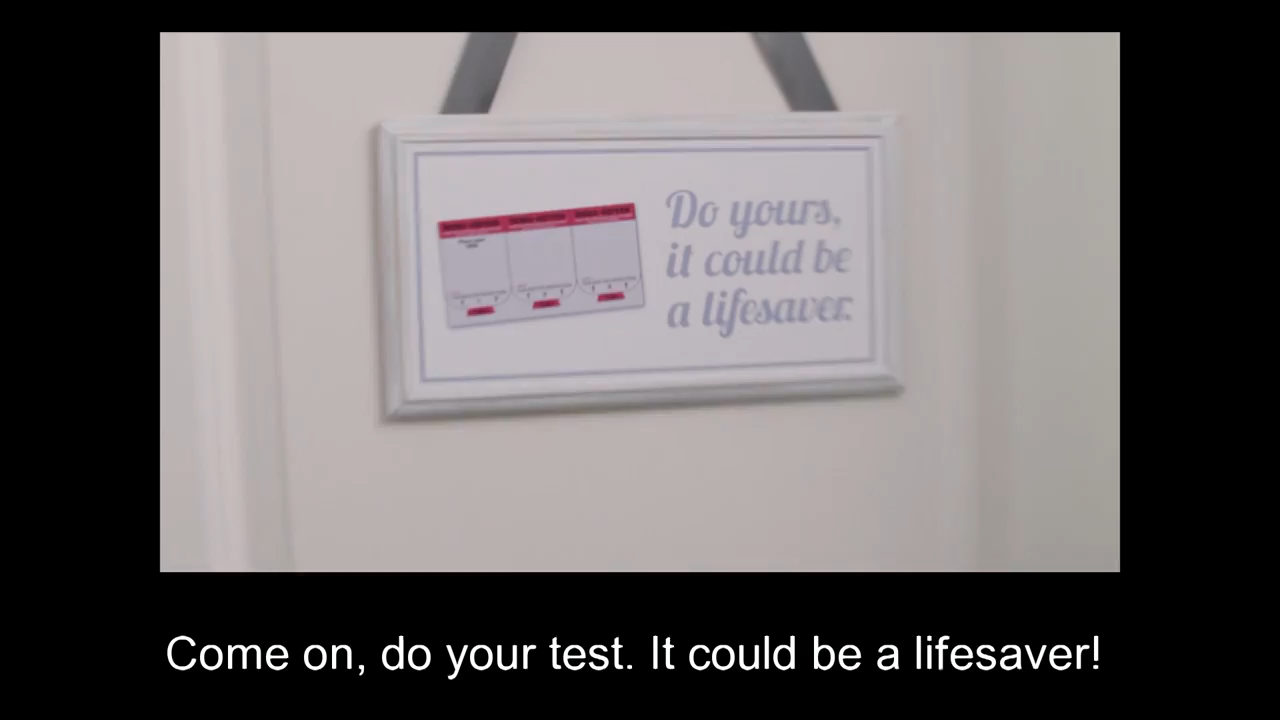 Do yours,
it could be
a lifesaver.
Come on, do your test. It could be a lifesaver!